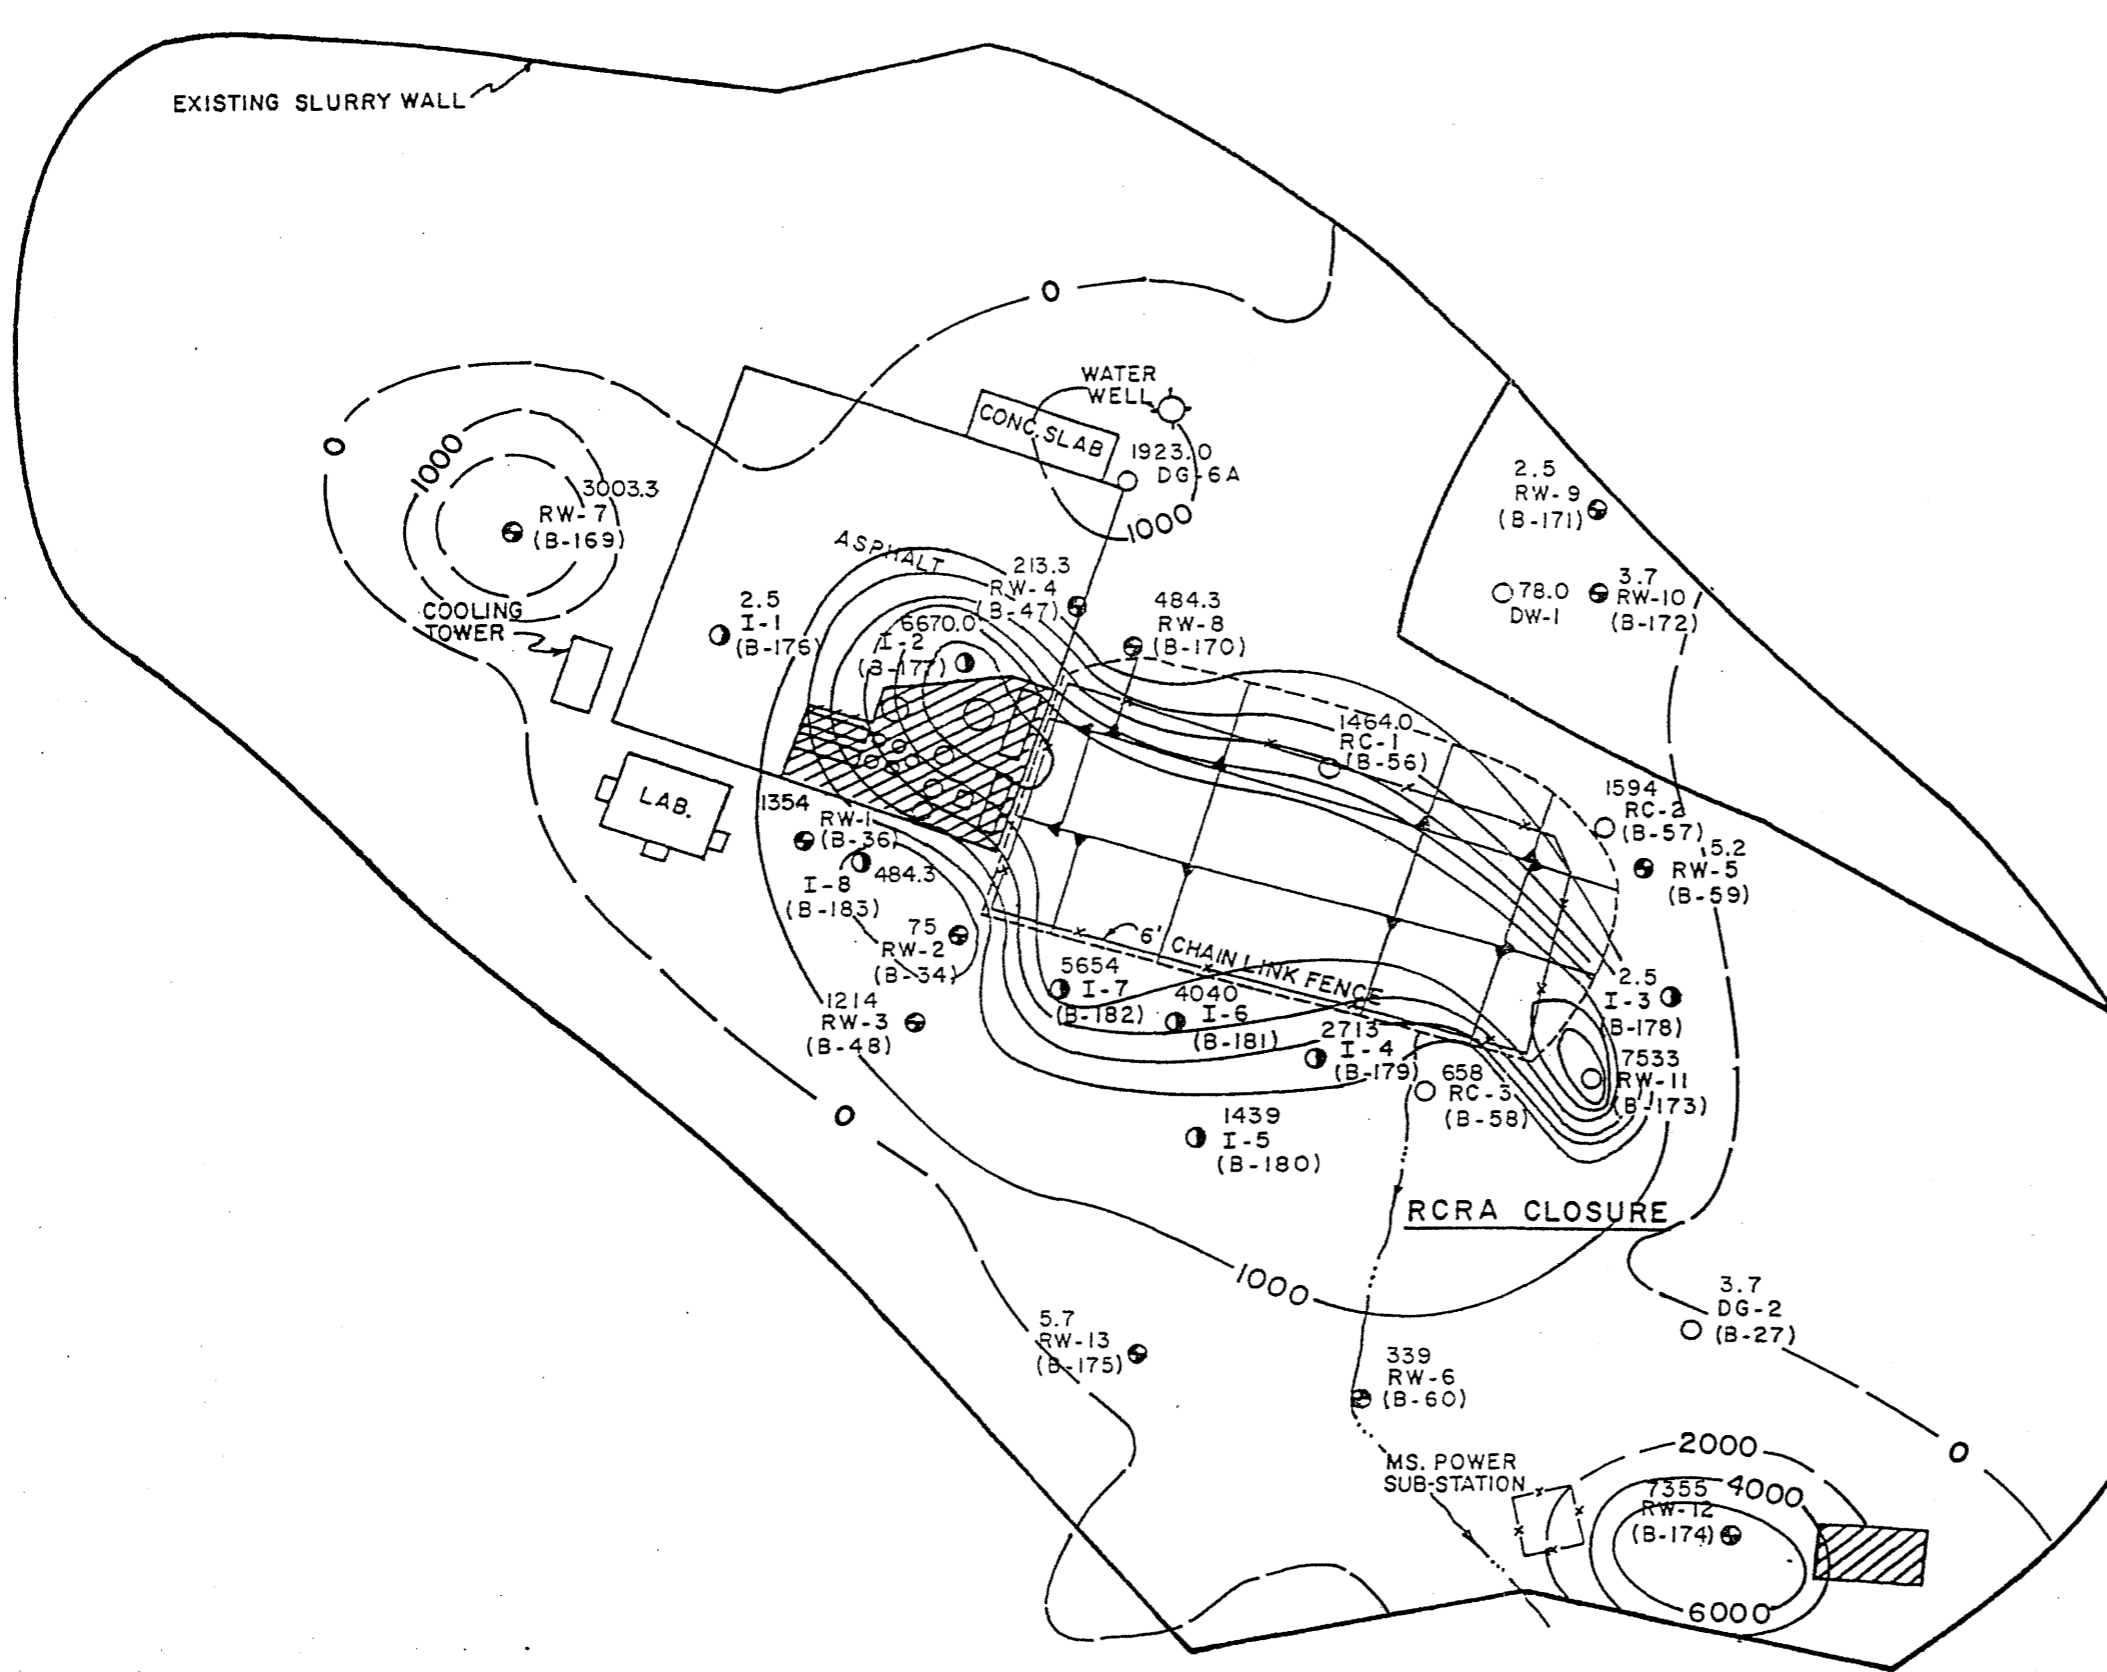 EXISTING SLURRY WALL
0
WATER
WELL
CONC. SLAB
1923.0
DG-6A
1000
0
1000
3003.3
RW-7
(B-169)
2.5
RW-9
(B-171)
ASPHALT
213.3
RW-4
(B-47)
78.0
DW-1
3.7
RW-10
(B-172)
COOLING
TOWER
2.5
I-1
(B-176)
6670.0
I-2
(B-177)
484.3
RW-8
(B-170)
1464.0
RC-1
(B-56)
LAB.
1354
RW-1
(B-36)
1594
RC-2
(B-57)
5.2
RW-5
(B-59)
484.3
I-8
(B-183)
75
RW-2
(B-34)
6' CHAIN LINK FENCE
5654
I-7
(B-182)
4040
I-6
(B-181)
2.5
I-3
(B-178)
1214
RW-3
(B-48)
2713
I-4
(B-179)
658
RC-3
(B-58)
7533
RW-11
(B-173)
0
1439
I-5
(B-180)
RCRA CLOSURE
1000
3.7
DG-2
(B-27)
5.7
RW-13
(B-175)
339
RW-6
(B-60)
0
MS. POWER
SUB-STATION
2000
4000
7355
RW-12
(B-174)
6000